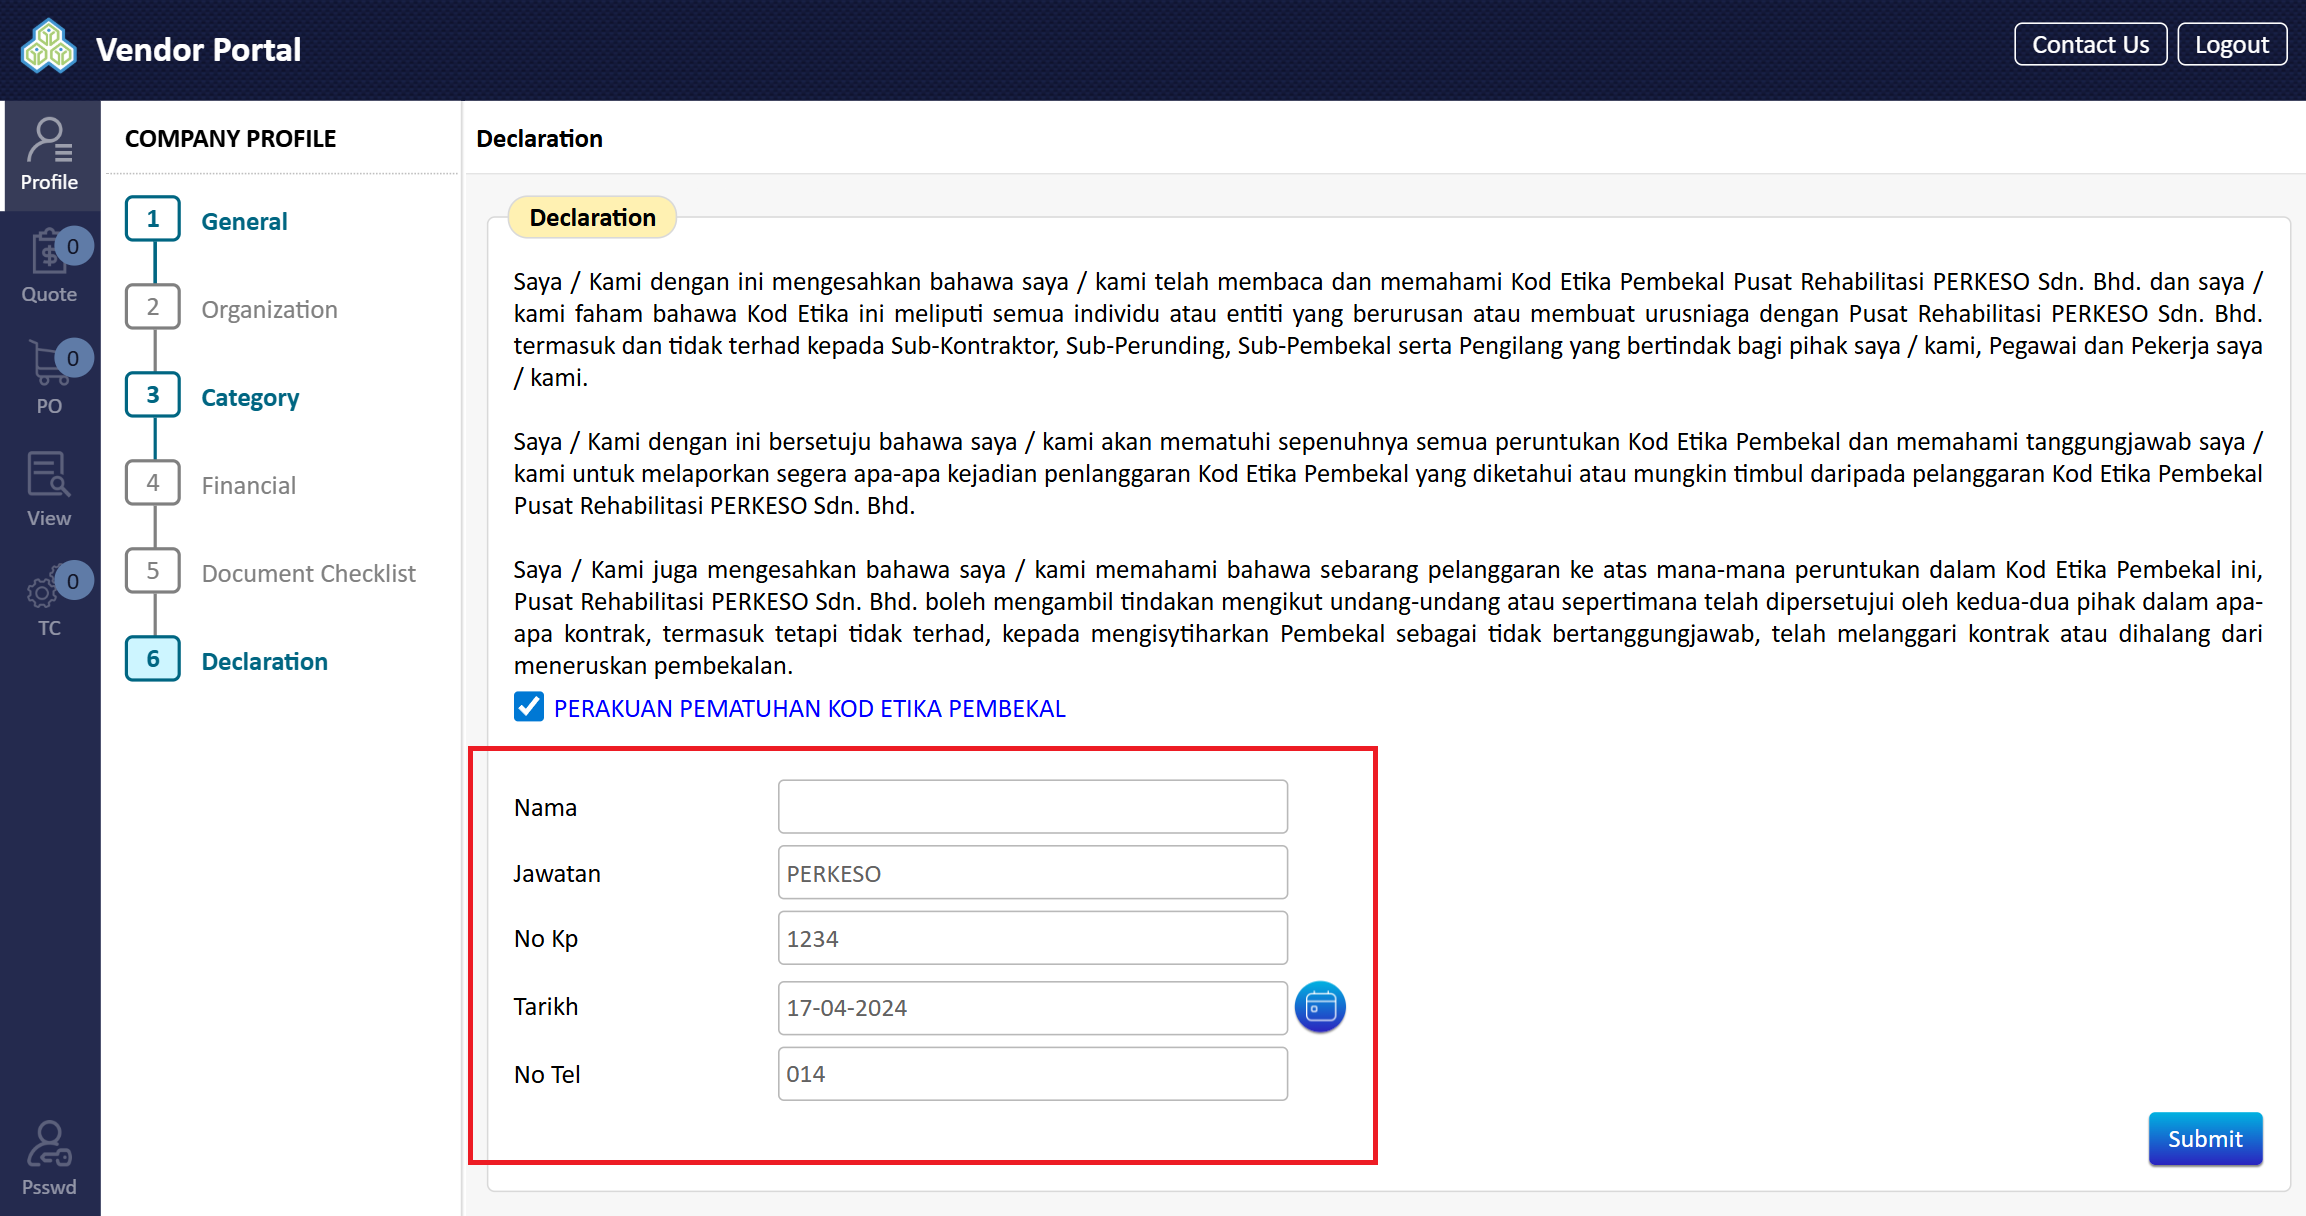 Vendor Portal
Contact Us
Logout
Profile
0
Quote
0
PO
View
0
TC
Psswd
COMPANY PROFILE
1 General
2 Organization
3 Category
4 Financial
5 Document Checklist
6 Declaration
Declaration
Declaration
Saya / Kami dengan ini mengesahkan bahawa saya / kami telah membaca dan memahami Kod Etika Pembekal Pusat Rehabilitasi PERKESO Sdn. Bhd. dan saya /
kami faham bahawa Kod Etika ini meliputi semua individu atau entiti yang berurusan atau membuat urusniaga dengan Pusat Rehabilitasi PERKESO Sdn. Bhd.
termasuk dan tidak terhad kepada Sub-Kontraktor, Sub-Perunding, Sub-Pembekal serta Pengilang yang bertindak bagi pihak saya / kami, Pegawai dan Pekerja saya
/ kami.
Saya / Kami dengan ini bersetuju bahawa saya / kami akan mematuhi sepenuhnya semua peruntukan Kod Etika Pembekal dan memahami tanggungjawab saya /
kami untuk melaporkan segera apa-apa kejadian penlanggaran Kod Etika Pembekal yang diketahui atau mungkin timbul daripada pelanggaran Kod Etika Pembekal
Pusat Rehabilitasi PERKESO Sdn. Bhd.
Saya / Kami juga mengesahkan bahawa saya / kami memahami bahawa sebarang pelanggaran ke atas mana-mana peruntukan dalam Kod Etika Pembekal ini,
Pusat Rehabilitasi PERKESO Sdn. Bhd. boleh mengambil tindakan mengikut undang-undang atau sepertimana telah dipersetujui oleh kedua-dua pihak dalam apa-
apa kontrak, termasuk tetapi tidak terhad, kepada mengisytiharkan Pembekal sebagai tidak bertanggungjawab, telah melanggari kontrak atau dihalang dari
meneruskan pembekalan.
PERAKUAN PEMATUHAN KOD ETIKA PEMBEKAL
Nama
Jawatan PERKESO
No Kp 1234
Tarikh 17-04-2024
No Tel 014
Submit